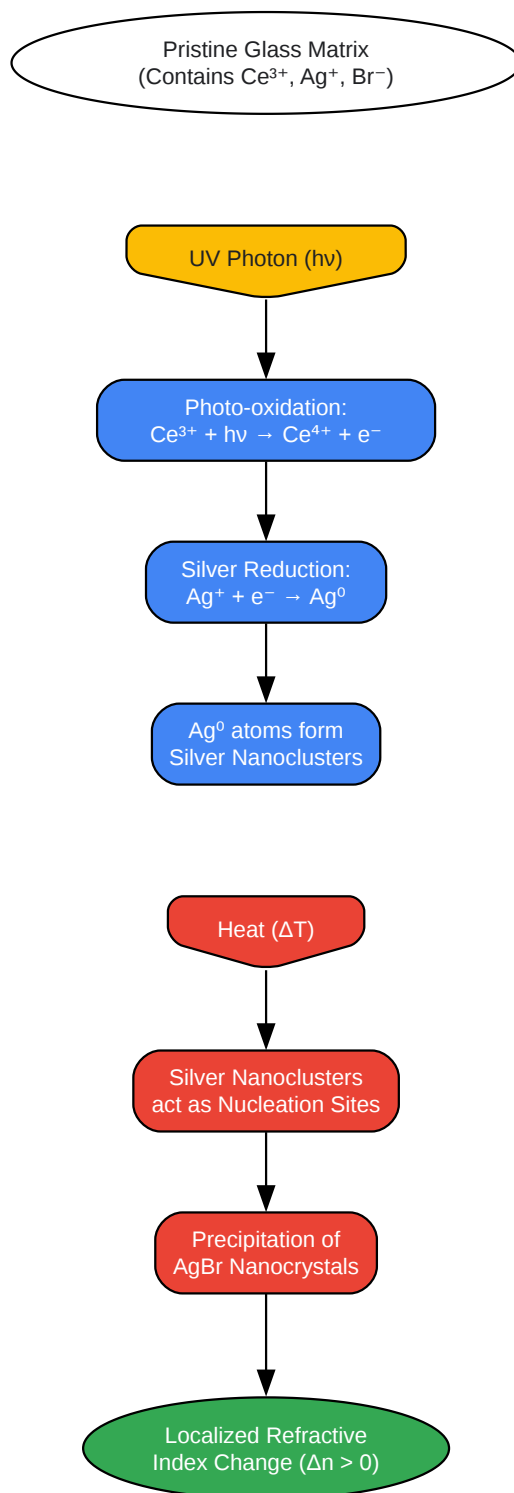 Pristine Glass Matrix
(Contains Ce³⁺, Ag⁺, Br⁻)
UV Photon (hν)
Photo-oxidation:
Ce³⁺ + hν → Ce⁴⁺ + e⁻
Silver Reduction:
Ag⁺ + e⁻ → Ag⁰
Ag⁰ atoms form
Silver Nanoclusters
Heat (ΔT)
Silver Nanoclusters
act as Nucleation Sites
Precipitation of
AgBr Nanocrystals
Localized Refractive
Index Change (Δn > 0)